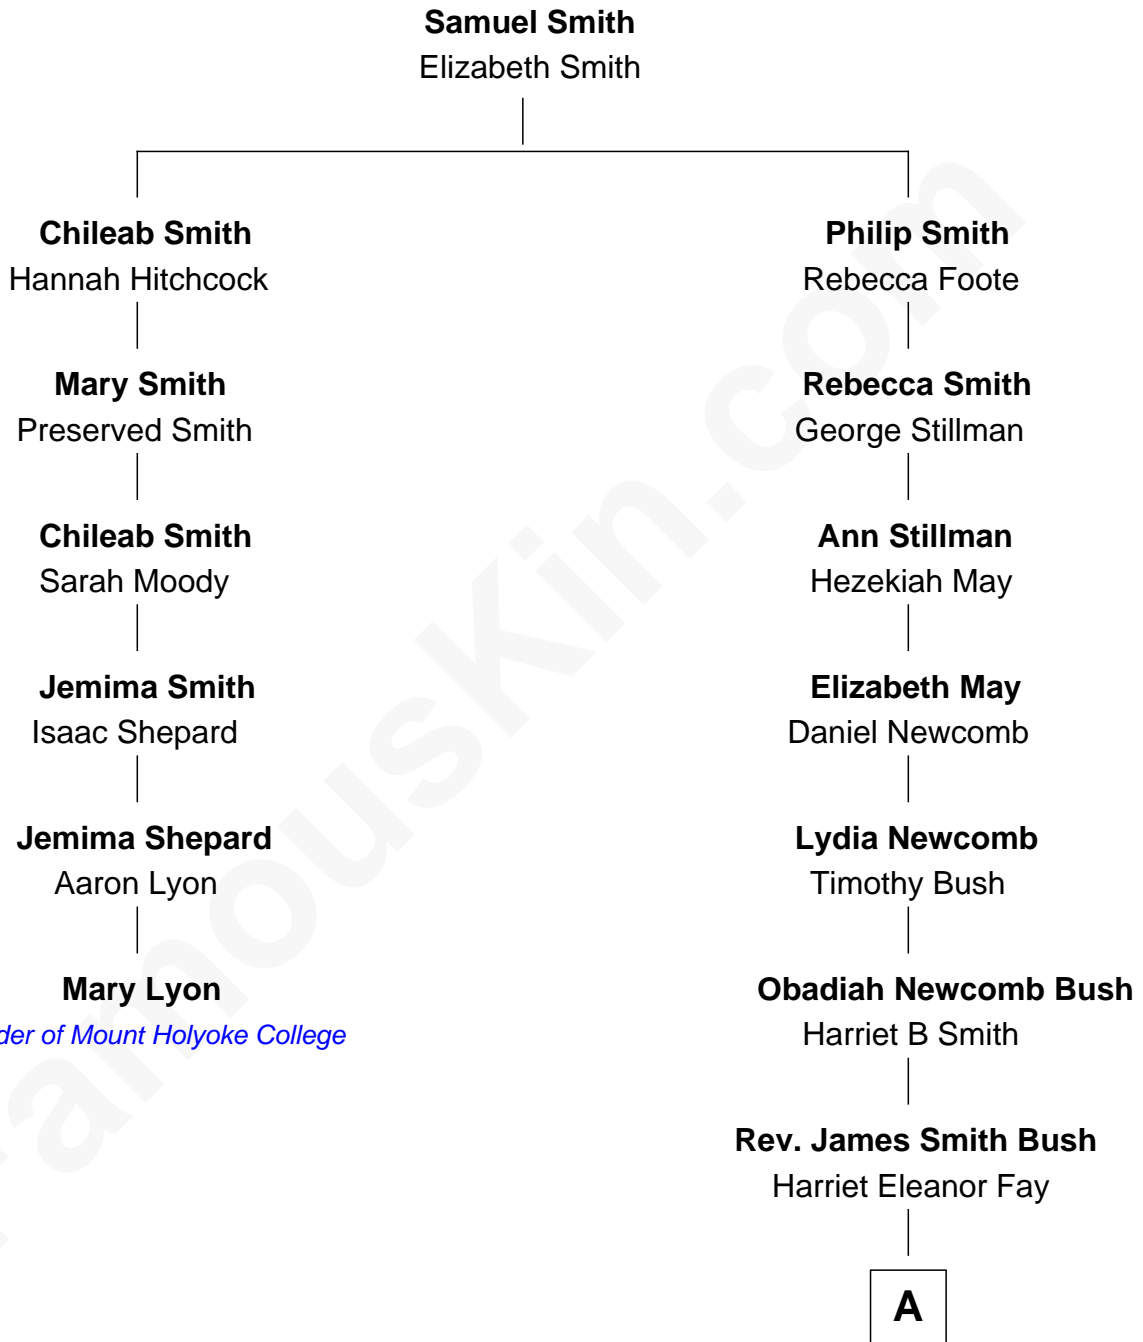 Samuel Smith
Elizabeth Smith
Chileab Smith
Hannah Hitchcock
Philip Smith
Rebecca Foote
Mary Smith
Preserved Smith
Rebecca Smith
George Stillman
Chileab Smith
Sarah Moody
Ann Stillman
Hezekiah May
Jemima Smith
Isaac Shepard
Elizabeth May
Daniel Newcomb
Jemima Shepard
Aaron Lyon
Lydia Newcomb
Timothy Bush
Mary Lyon
der of Mount Holyoke College
Obadiah Newcomb Bush
Harriet B Smith
Rev. James Smith Bush
Harriet Eleanor Fay
A
FamousKin.com